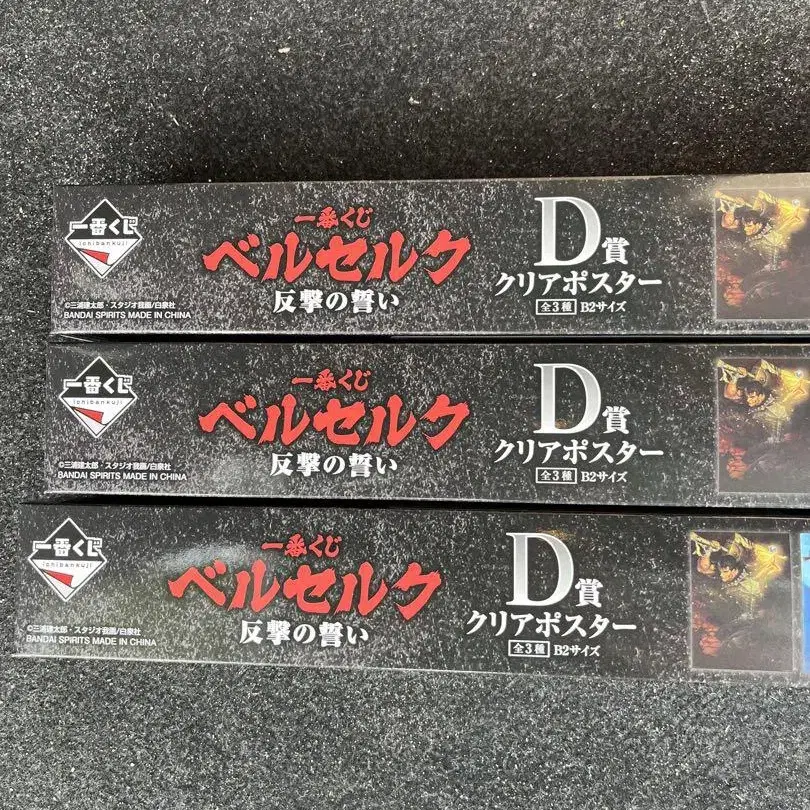 一番くじ
ichibankuji
©三浦建太郎・スタジオ我画/白泉社
BANDAI SPIRITS MADE IN CHINA
一番くじ
ベルセルク
反撃の誓い
D賞
クリアポスター
全3種 B2サイズ
一番くじ
ichibankuji
©三浦建太郎・スタジオ我画/白泉社
BANDAI SPIRITS MADE IN CHINA
一番くじ
ベルセルク
反撃の誓い
D賞
クリアポスター
全3種 B2サイズ
一番くじ
ichibankuji
©三浦建太郎・スタジオ我画/白泉社
BANDAI SPIRITS MADE IN CHINA
一番くじ
ベルセルク
反撃の誓い
D賞
クリアポスター
全3種 B2サイズ